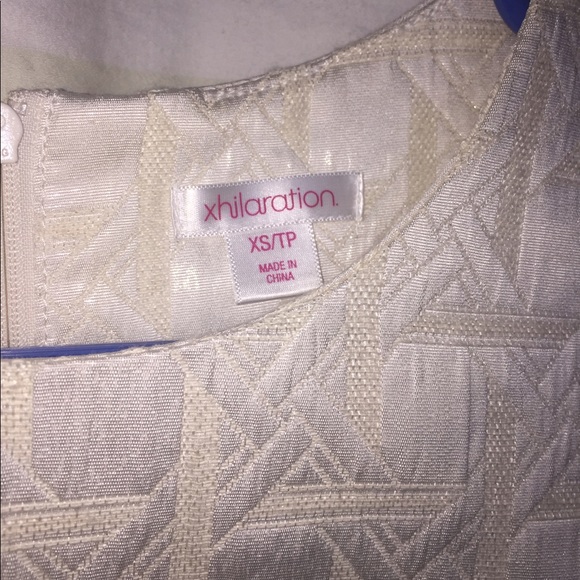 xhilaration.
XS/TP
MADE IN
CHINA